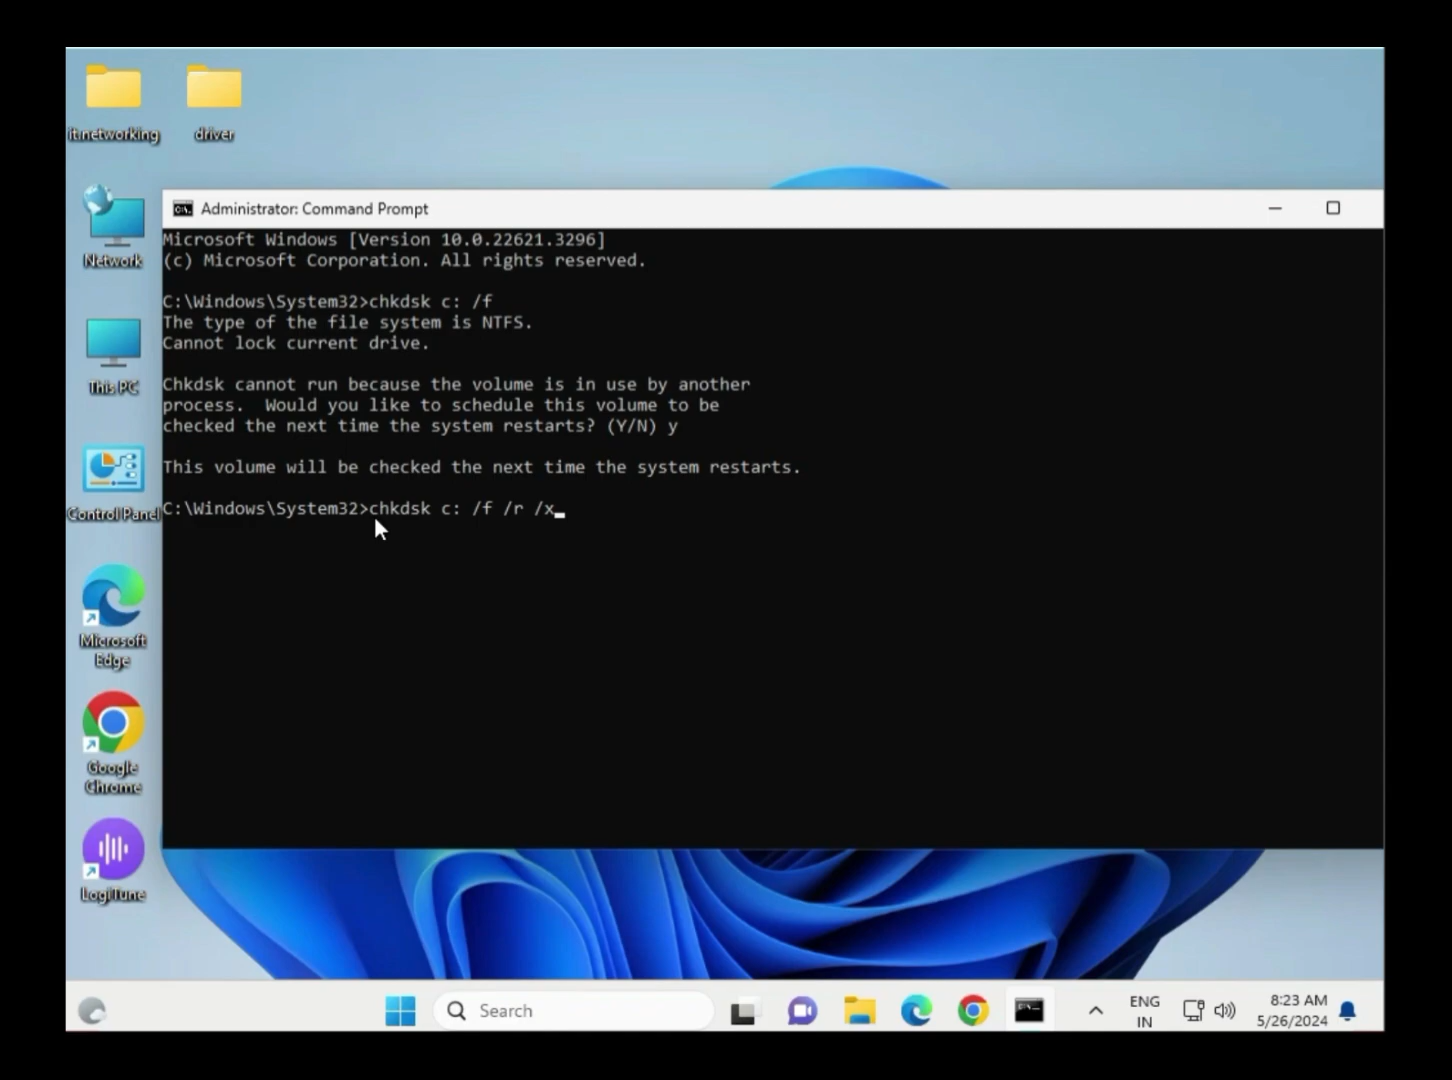 itnetworking
driver
Network
This PC
Control Panel
Microsoft
Edge
Google
Chrome
LogiTune
Administrator: Command Prompt
Microsoft Windows [Version 10.0.22621.3296]
(c) Microsoft Corporation. All rights reserved.
C:\Windows\System32>chkdsk c: /f
The type of the file system is NTFS.
Cannot lock current drive.
Chkdsk cannot run because the volume is in use by another
process.  Would you like to schedule this volume to be
checked the next time the system restarts? (Y/N) y
This volume will be checked the next time the system restarts.
C:\Windows\System32>chkdsk c: /f /r /x
Search
ENG
IN
8:23 AM
5/26/2024